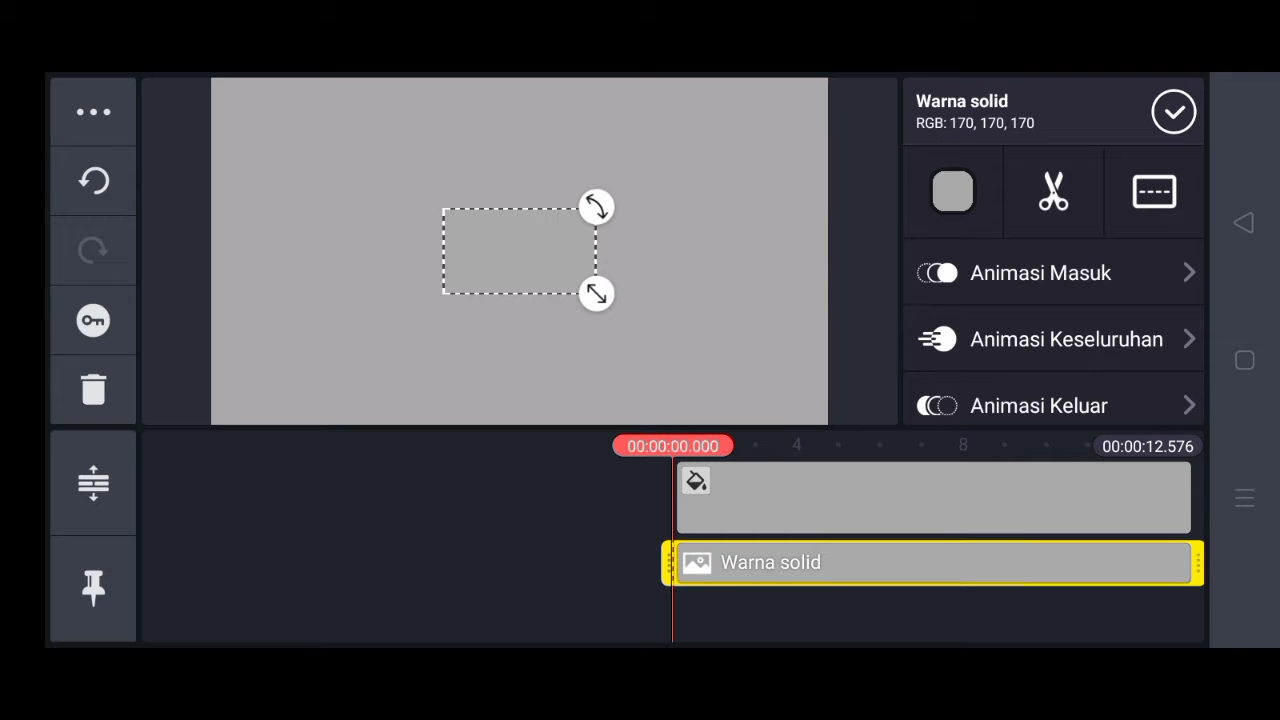 Warna solid
RGB: 170, 170, 170
Animasi Masuk
Animasi Keseluruhan
Animasi Keluar
00:00:00.000
4
8
00:00:12.576
Warna solid